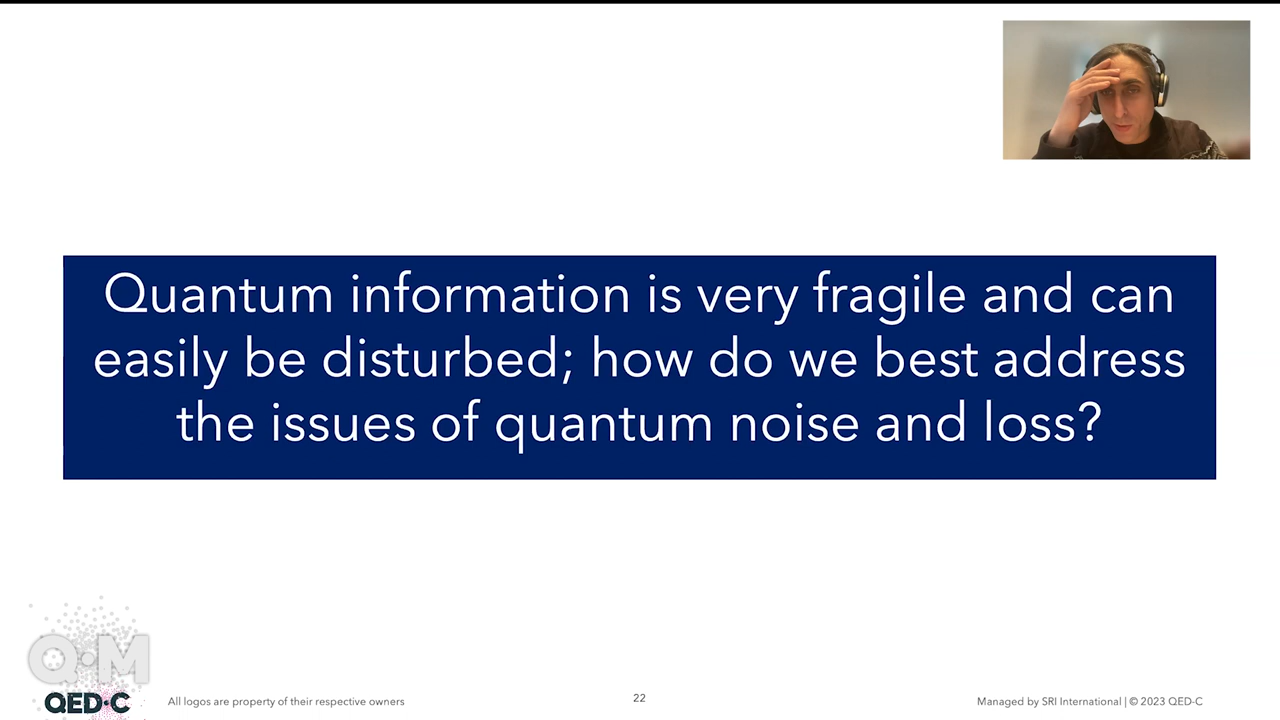 Quantum information is very fragile and can
easily be disturbed; how do we best address
the issues of quantum noise and loss?
Q•M
QED•C
All logos are property of their respective owners
22
Managed by SRI International | © 2023 QED-C